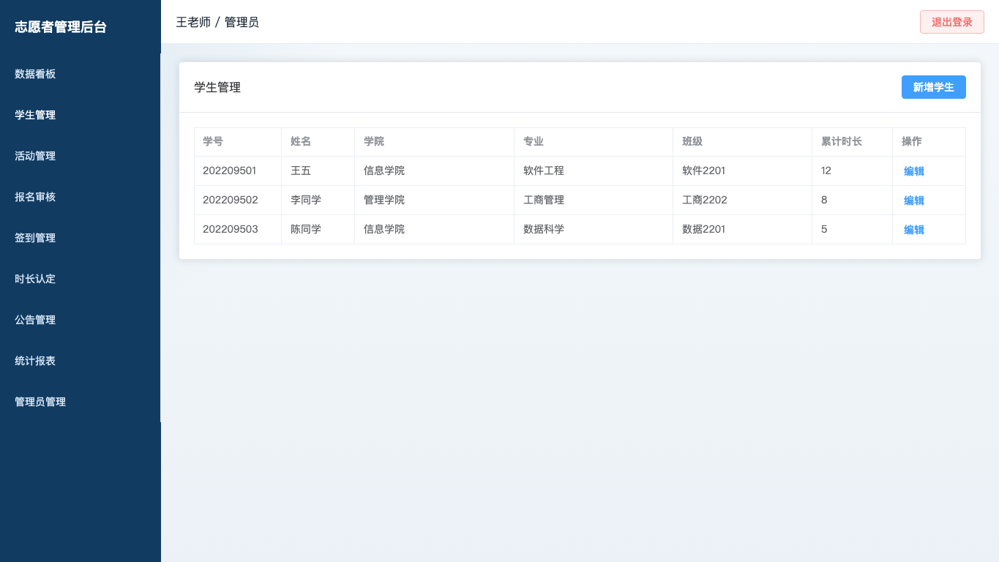 志愿者管理后台
数据看板
学生管理
活动管理
报名审核
签到管理
时长认定
公告管理
统计报表
管理员管理
王老师 / 管理员
退出登录
学生管理
新增学生
学号 姓名 学院 专业 班级 累计时长 操作
202209501 王五 信息学院 软件工程 软件2201 12 编辑
202209502 李同学 管理学院 工商管理 工商2202 8 编辑
202209503 陈同学 信息学院 数据科学 数据2201 5 编辑